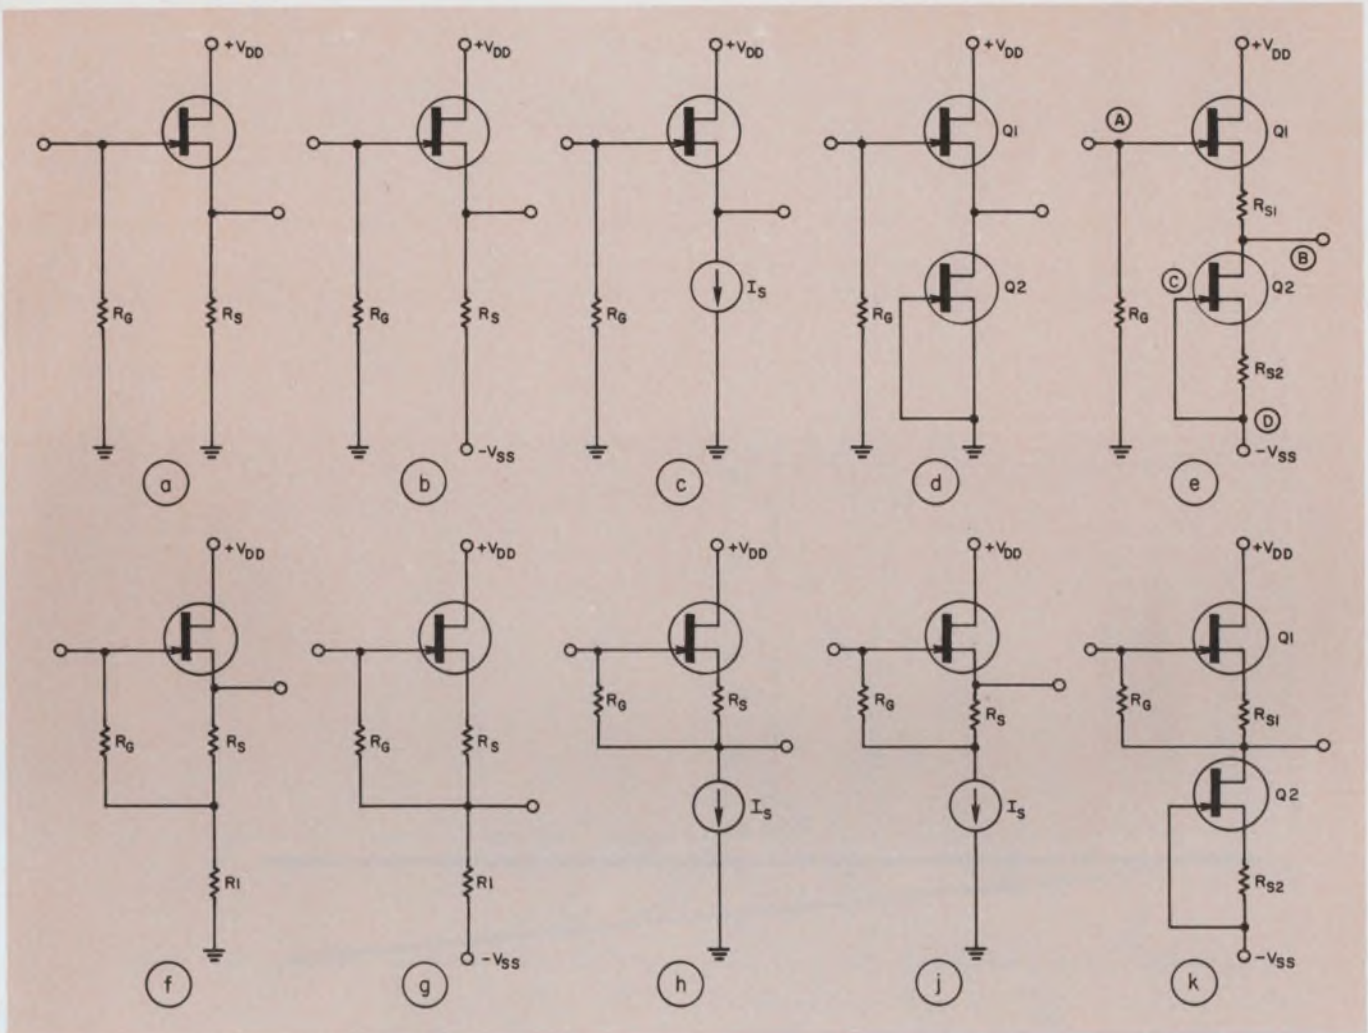 +VDD +VDD +VDD +VDD +VDD
Q1 Q1
A
RS1
B
C
IS Q2 Q2
RG RS RG RS RG RG RG
RS2
D
-VSS -VSS
a b c d e
+VDD +VDD +VDD +VDD +VDD
Q1
RG RS RG RS RG RS1
RG RS RG RS
IS IS Q2
R1 R1 RS2
-VSS -VSS
f g h j k